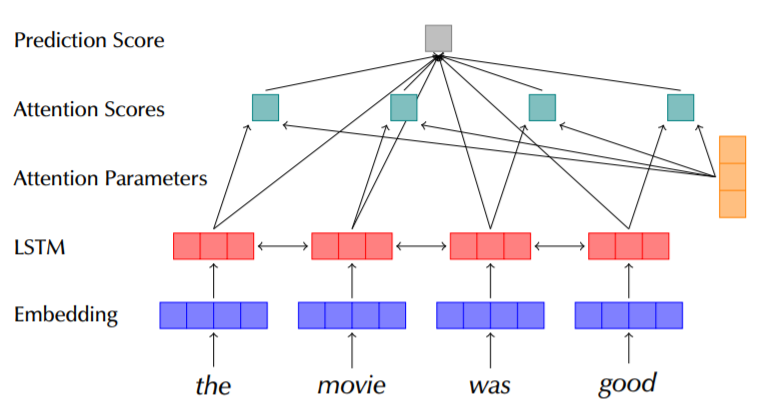 Prediction Score
Attention Scores
Attention Parameters
LSTM
Embedding
the movie was good